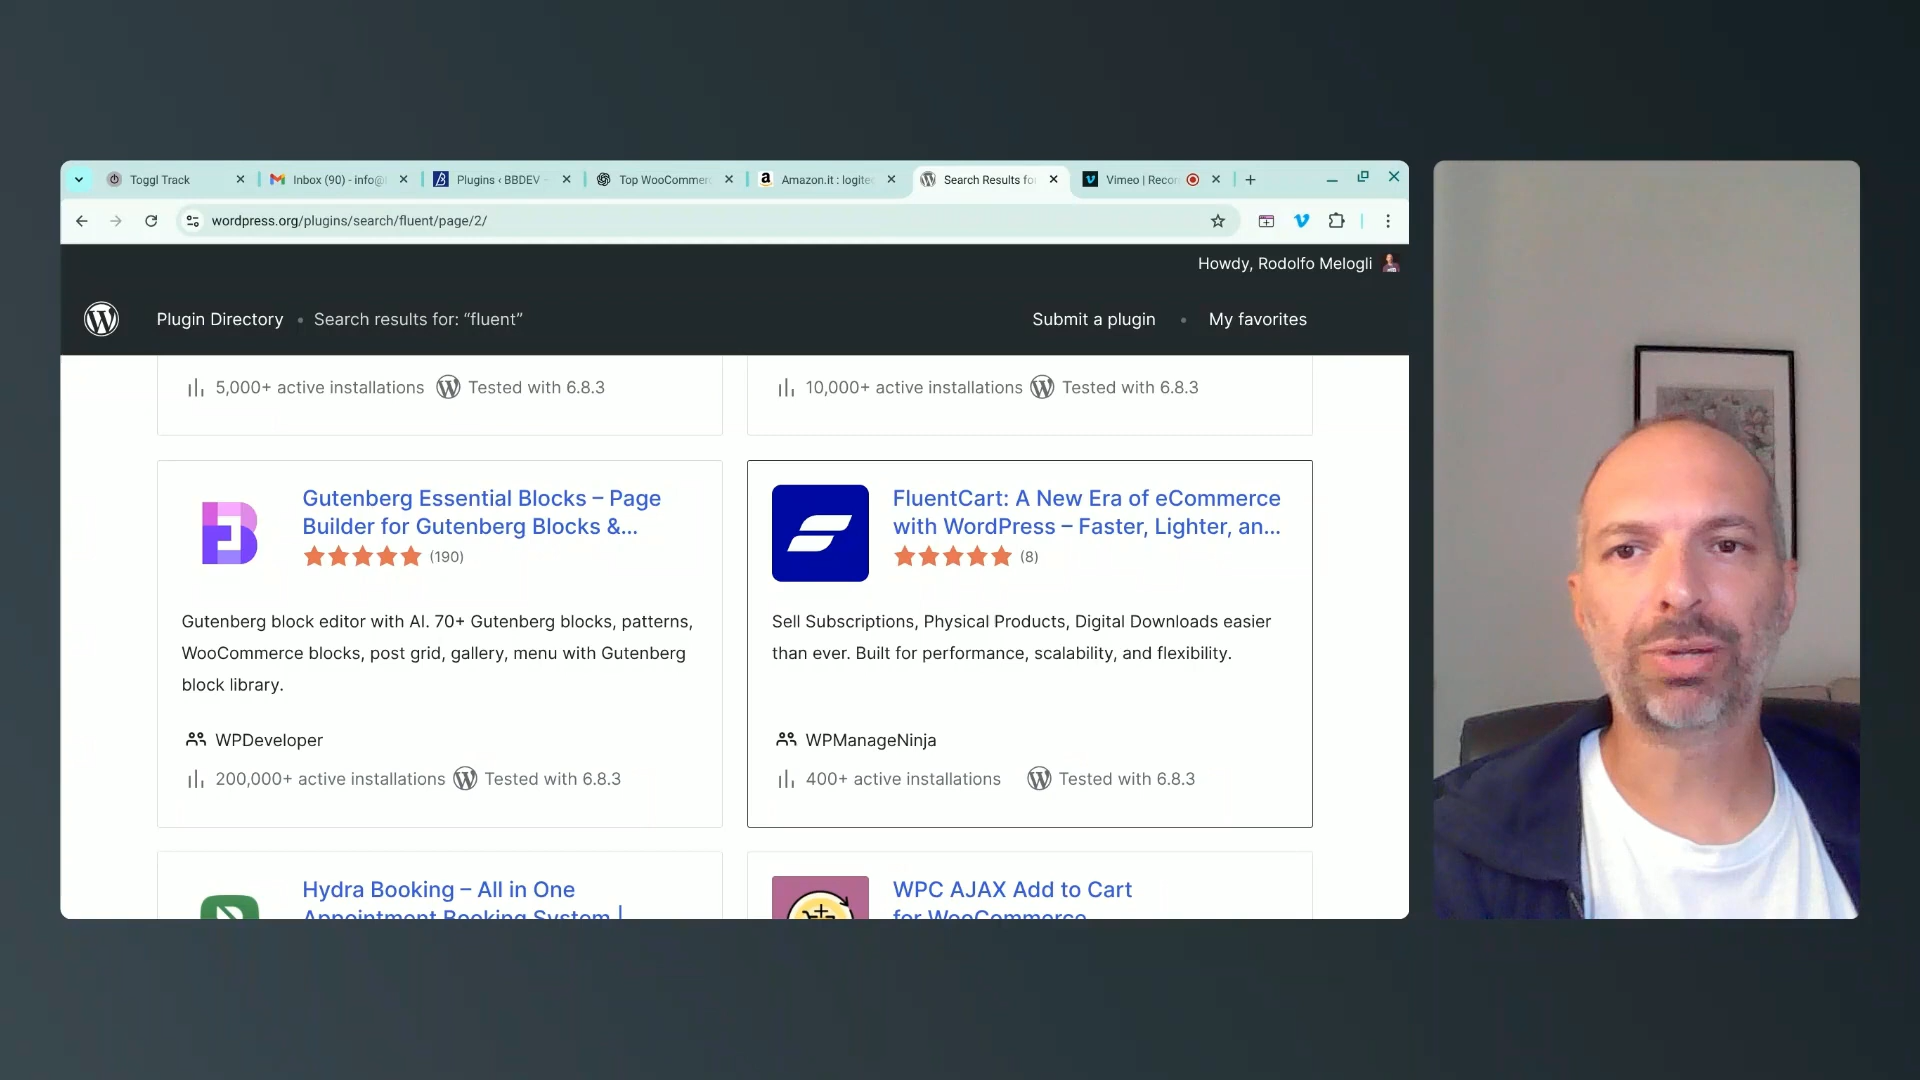 Toggl Track
Inbox (90) - info@
Plugins ‹ BBDEV
Top WooCommer
Amazon.it : logite
Search Results fo
Vimeo | Recor
wordpress.org/plugins/search/fluent/page/2/
Howdy, Rodolfo Melogli
Plugin Directory • Search results for: “fluent”
Submit a plugin • My favorites
5,000+ active installations Tested with 6.8.3
10,000+ active installations Tested with 6.8.3
Gutenberg Essential Blocks – Page
Builder for Gutenberg Blocks &...
(190)
Gutenberg block editor with AI. 70+ Gutenberg blocks, patterns,
WooCommerce blocks, post grid, gallery, menu with Gutenberg
block library.
WPDeveloper
200,000+ active installations Tested with 6.8.3
FluentCart: A New Era of eCommerce
with WordPress – Faster, Lighter, an...
(8)
Sell Subscriptions, Physical Products, Digital Downloads easier
than ever. Built for performance, scalability, and flexibility.
WPManageNinja
400+ active installations Tested with 6.8.3
Hydra Booking – All in One
Appointment Booking System |
WPC AJAX Add to Cart
for WooCommerce